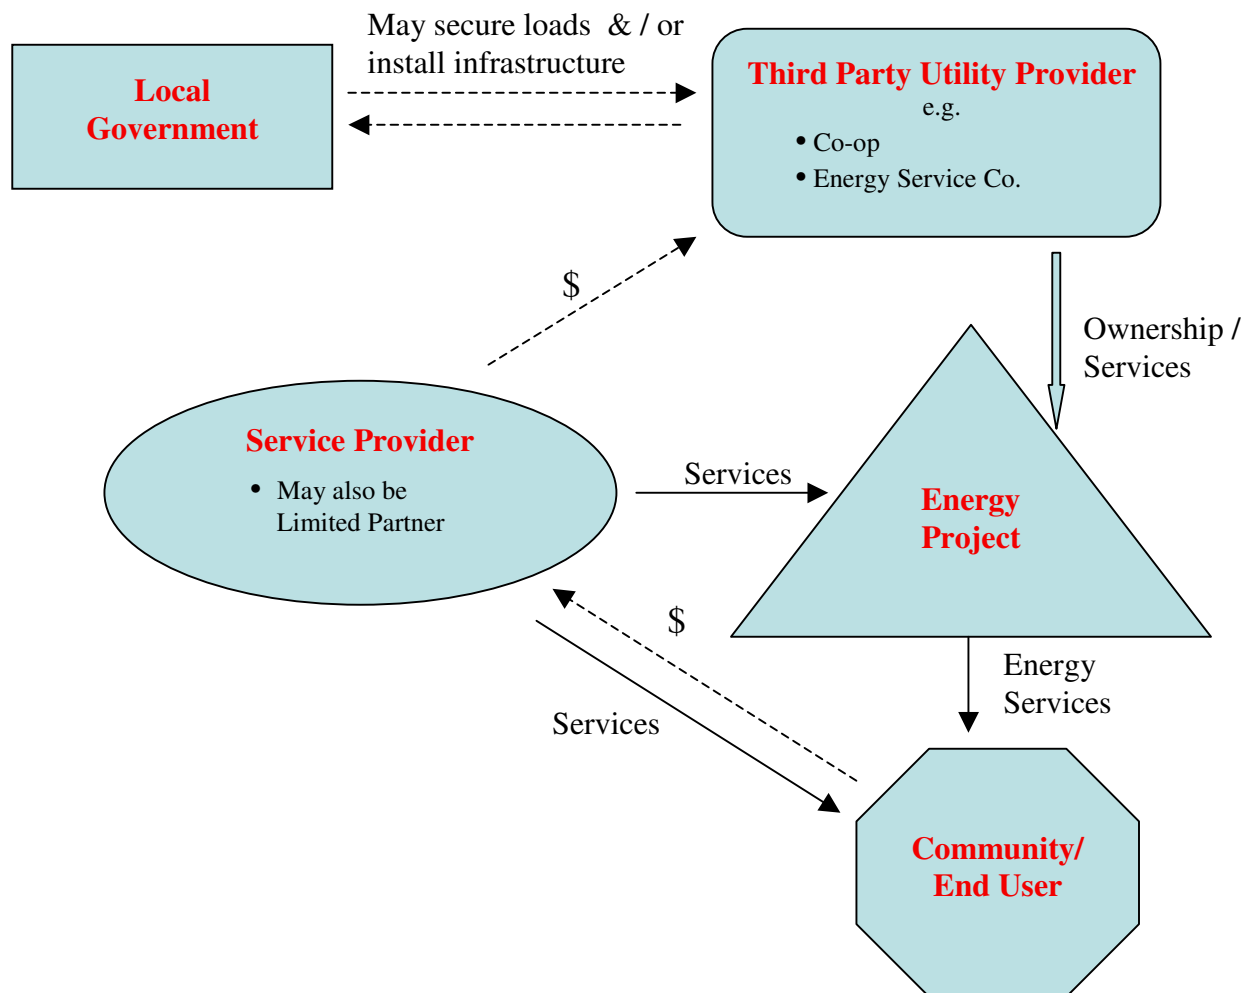 May secure loads & / or
install infrastructure
Local
Government
Third Party Utility Provider
e.g.
• Co-op
• Energy Service Co.
$
Ownership /
Services
Service Provider
• May also be
Limited Partner
Services
Energy
Project
$
Energy
Services
Services
Community/
End User